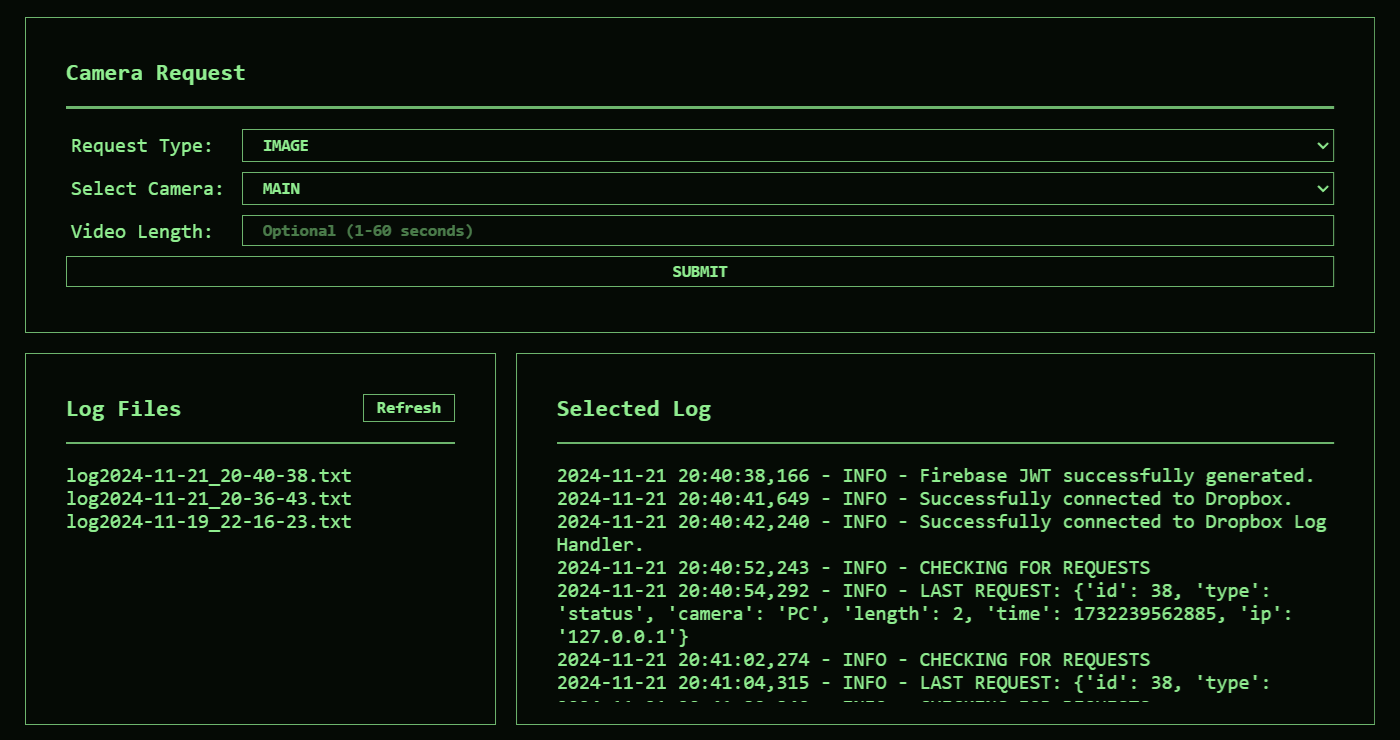 Camera Request
Request Type: IMAGE
Select Camera: MAIN
Video Length: Optional (1-60 seconds)
SUBMIT
Log Files
Refresh
log2024-11-21_20-40-38.txt
log2024-11-21_20-36-43.txt
log2024-11-19_22-16-23.txt
Selected Log
2024-11-21 20:40:38,166 - INFO - Firebase JWT successfully generated.
2024-11-21 20:40:41,649 - INFO - Successfully connected to Dropbox.
2024-11-21 20:40:42,240 - INFO - Successfully connected to Dropbox Log
Handler.
2024-11-21 20:40:52,243 - INFO - CHECKING FOR REQUESTS
2024-11-21 20:40:54,292 - INFO - LAST REQUEST: {'id': 38, 'type':
'status', 'camera': 'PC', 'length': 2, 'time': 1732239562885, 'ip':
'127.0.0.1'}
2024-11-21 20:41:02,274 - INFO - CHECKING FOR REQUESTS
2024-11-21 20:41:04,315 - INFO - LAST REQUEST: {'id': 38, 'type':